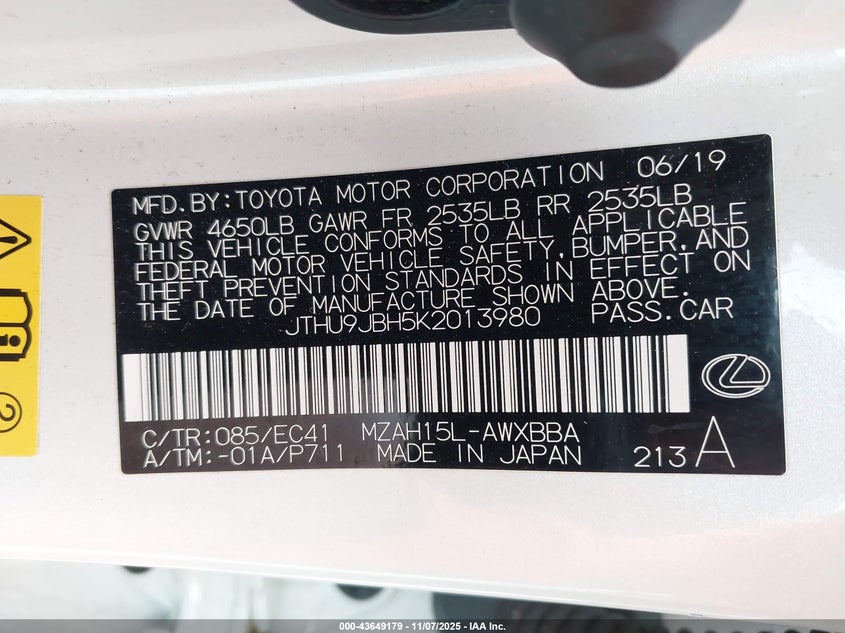 MFD. BY: TOYOTA MOTOR CORPORATION 06/19
GVWR 4650LB GAWR FR 2535LB RR 2535LB
THIS VEHICLE CONFORMS TO ALL APPLICABLE
FEDERAL MOTOR VEHICLE SAFETY, BUMPER, AND
THEFT PREVENTION STANDARDS IN EFFECT ON
THE DATE OF MANUFACTURE SHOWN ABOVE.
JTHU9JBH5K2013980 PASS.CAR
C/TR: 085/EC41 MZAH15L-AWXBBA
A/TM: -01A/P711 MADE IN JAPAN 213 A
2
000-43649179 - 11/07/2025 - IAA Inc.